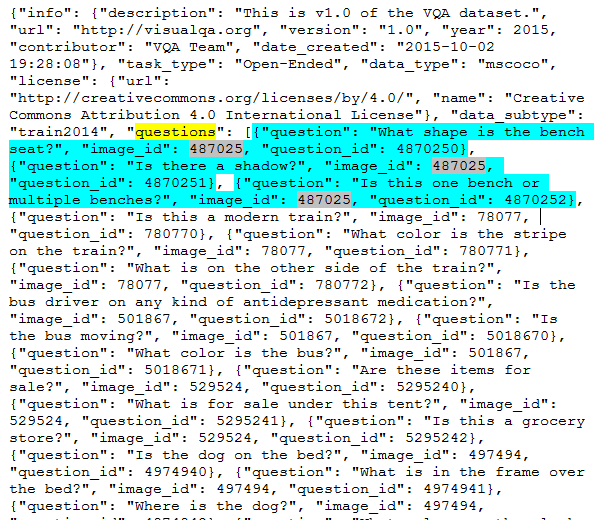 {"info": {"description": "This is v1.0 of the VQA dataset.",
"url": "http://visualqa.org", "version": "1.0", "year": 2015,
"contributor": "VQA Team", "date_created": "2015-10-02
19:28:08"}, "task_type": "Open-Ended", "data_type": "mscoco",
"license": {"url":
"http://creativecommons.org/licenses/by/4.0/", "name": "Creative
Commons Attribution 4.0 International License"}, "data_subtype":
"train2014", "questions": [{"question": "What shape is the bench
seat?", "image_id": 487025, "question_id": 4870250},
{"question": "Is there a shadow?", "image_id": 487025,
"question_id": 4870251}, {"question": "Is this one bench or
multiple benches?", "image_id": 487025, "question_id": 4870252},
{"question": "Is this a modern train?", "image_id": 78077,
"question_id": 780770}, {"question": "What color is the stripe
on the train?", "image_id": 78077, "question_id": 780771},
{"question": "What is on the other side of the train?",
"image_id": 78077, "question_id": 780772}, {"question": "Is the
bus driver on any kind of antidepressant medication?",
"image_id": 501867, "question_id": 5018672}, {"question": "Is
the bus moving?", "image_id": 501867, "question_id": 5018670},
{"question": "What color is the bus?", "image_id": 501867,
"question_id": 5018671}, {"question": "Are these items for
sale?", "image_id": 529524, "question_id": 5295240},
{"question": "What is for sale under this tent?", "image_id":
529524, "question_id": 5295241}, {"question": "Is this a grocery
store?", "image_id": 529524, "question_id": 5295242},
{"question": "Is the dog on the bed?", "image_id": 497494,
"question_id": 4974940}, {"question": "What is in the frame over
the bed?", "image_id": 497494, "question_id": 4974941},
{"question": "Where is the dog?", "image_id": 497494,